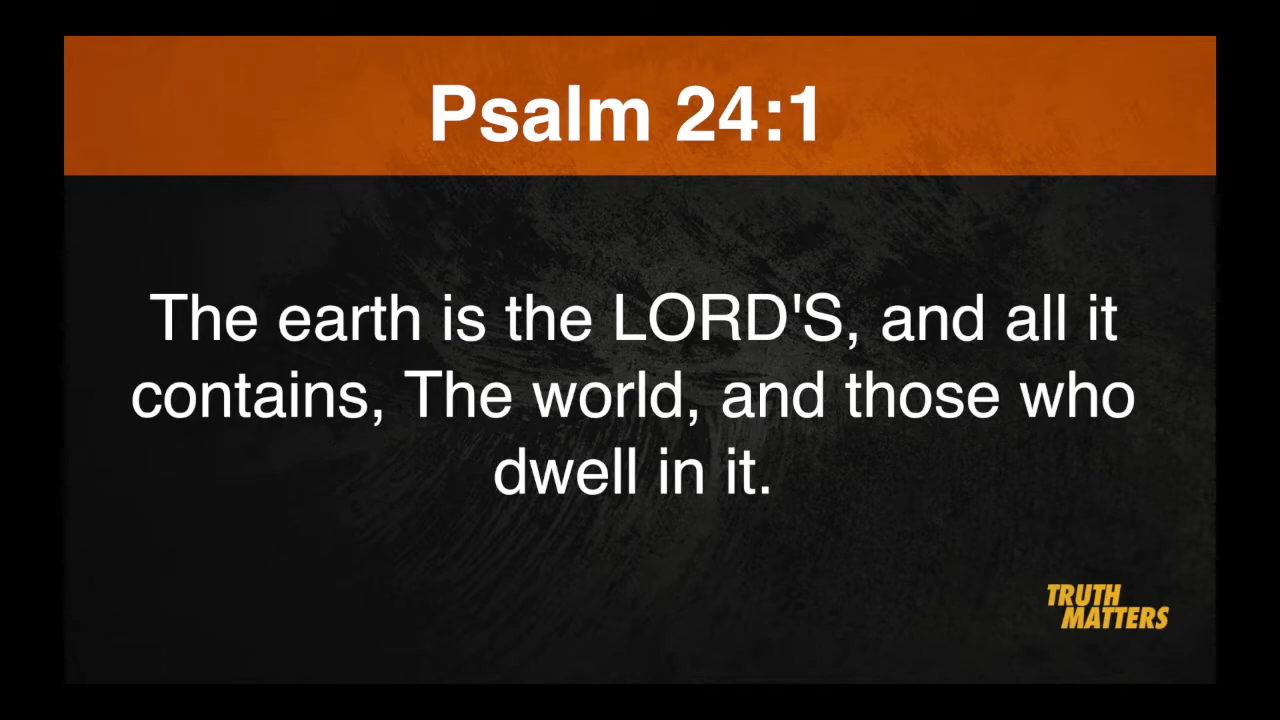 Psalm 24:1
The earth is the LORD'S, and all it
contains, The world, and those who
dwell in it.
TRUTH
MATTERS